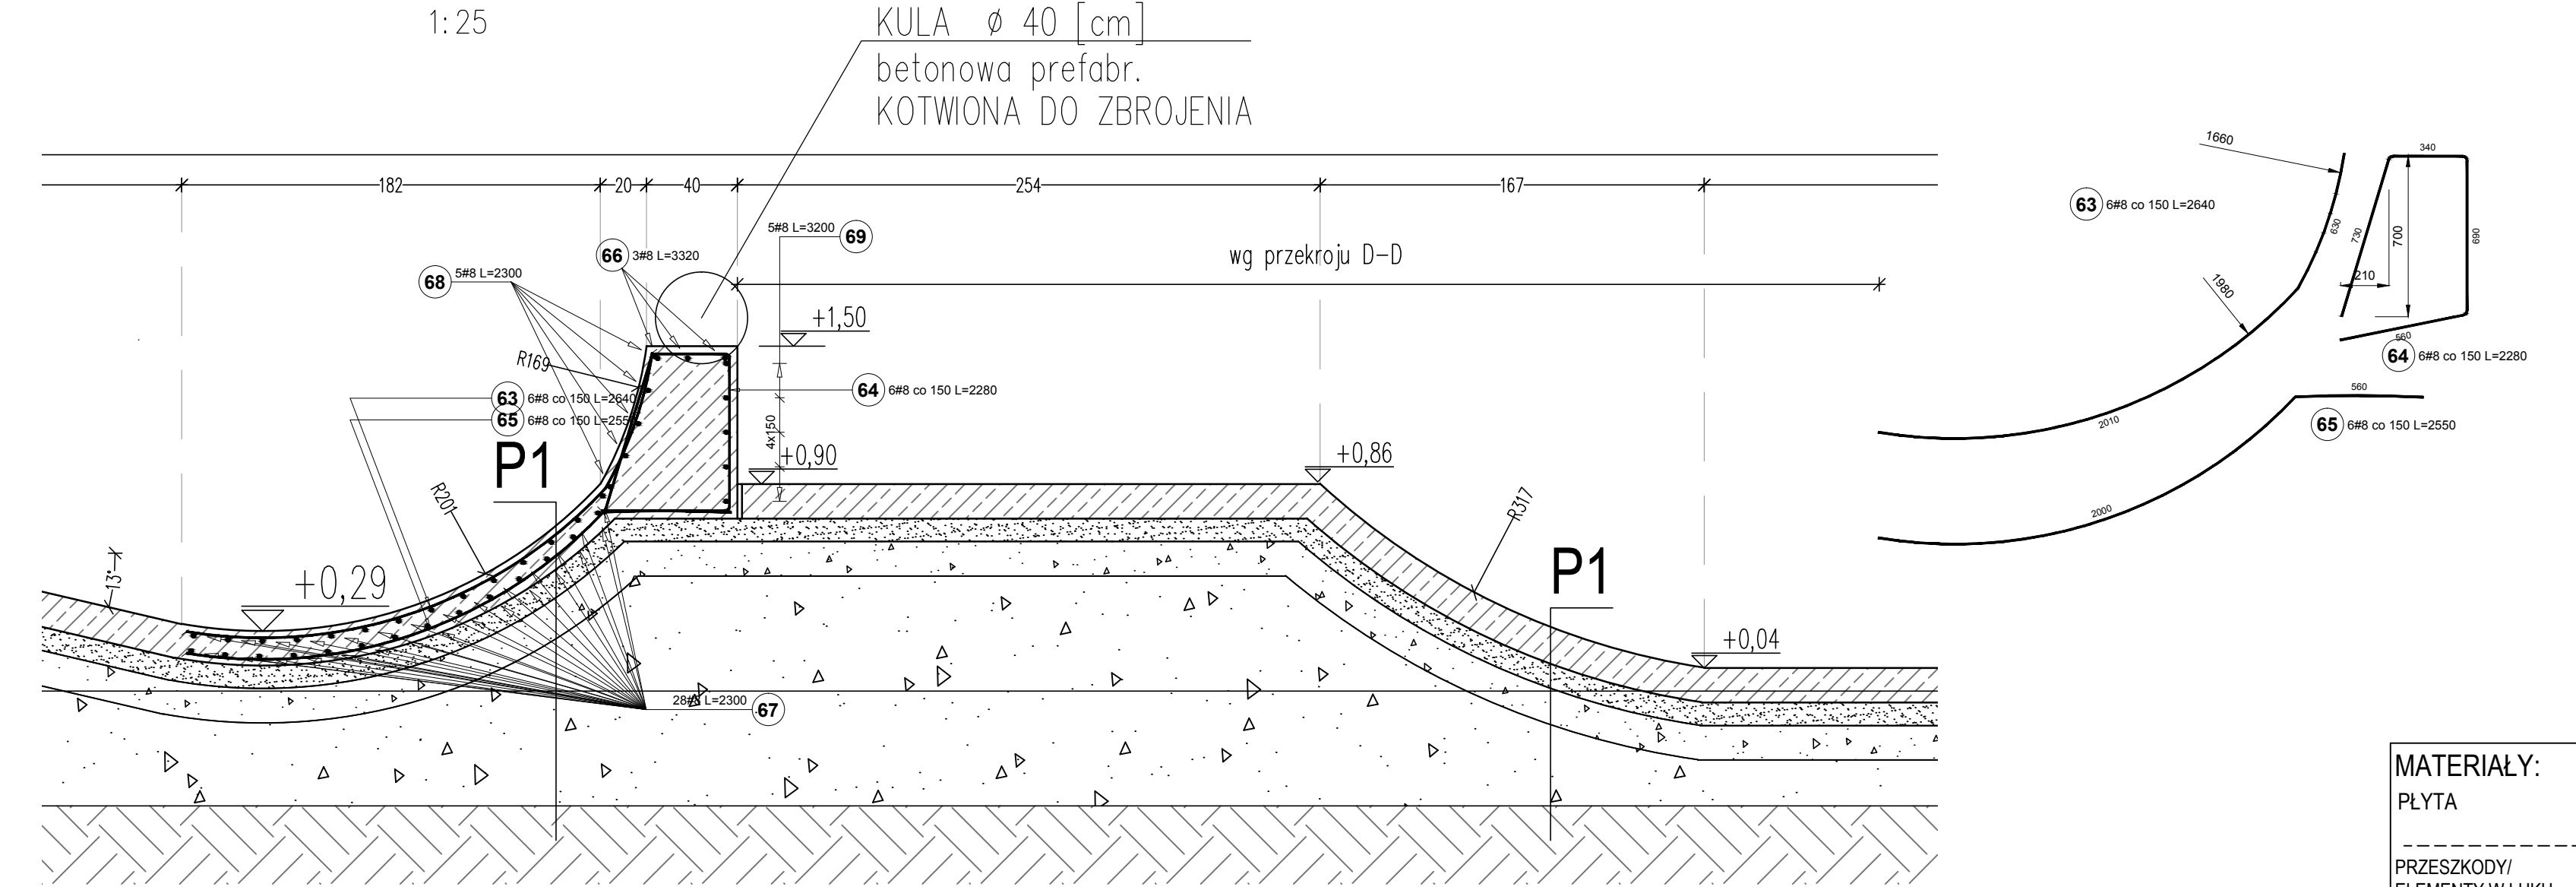 1:25
KULA ø 40 [cm]
betonowa prefabr.
KOTWIONA DO ZBROJENIA
182
20
40
254
167
5#8 L=3200 69
66 3#8 L=3320
68 5#8 L=2300
wg przekroju D-D
+1,50
R169
63 6#8 co 150 L=2640
65 6#8 co 150 L=255
64 6#8 co 150 L=2280
4x150
P1
+0,90
+0,86
R201
R317
13°
+0,29
P1
+0,04
28#8 L=2300 67
1660
63 6#8 co 150 L=2640
630
1980
2010
340
730
700
690
210
560
64 6#8 co 150 L=2280
560
65 6#8 co 150 L=2550
2000
MATERIAŁY:
PŁYTA
PRZESZKODY/